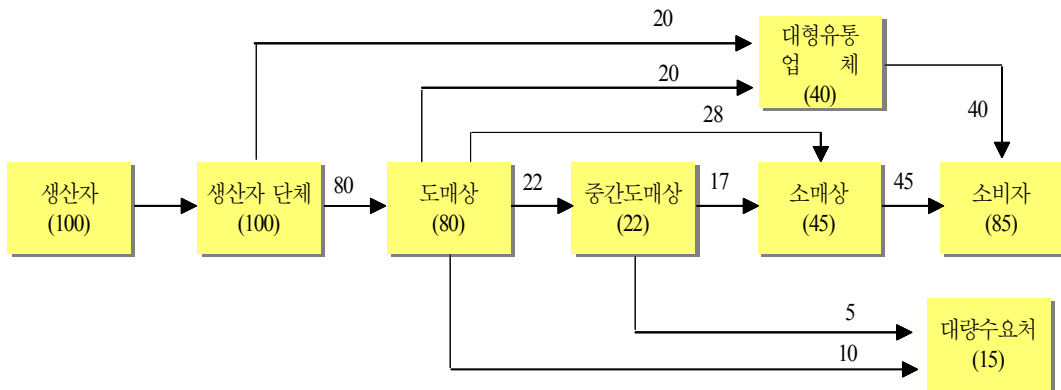 20
대형유통
업 체
(40)
20
40
28
생산자
(100)
생산자 단체
(100)
80
도매상
(80)
22
중간도매상
(22)
17
소매상
(45)
45
소비자
(85)
5
대량수요처
(15)
10